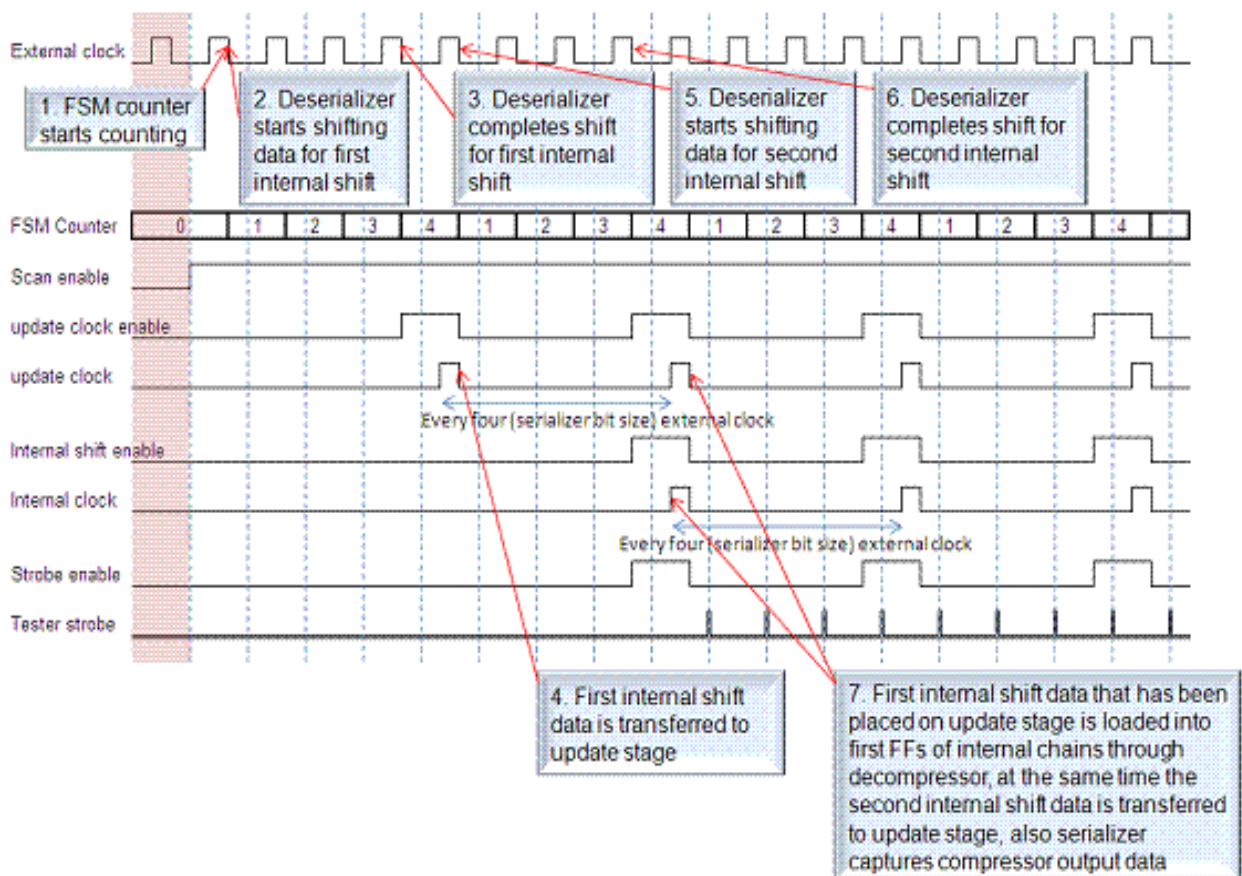 External clock
1. FSM counter
starts counting
2. Deserializer
starts shifting
data for first
internal shift
3. Deserializer
completes shift
for first internal
shift
5. Deserializer
starts shifting
data for second
internal shift
6. Deserializer
completes shift for
second internal
shift
FSM Counter 0 1 2 3 4 1 2 3 4 1 2 3 4 1 2 3 4
Scan enable
update clock enable
update clock
Every four (serializer bit size) external clock
Internal shift enable
Internal clock
Every four (serializer bit size) external clock
Strobe enable
Tester strobe
4. First internal shift
data is transferred to
update stage
7. First internal shift data that has been
placed on update stage is loaded into
first FFs of internal chains through
decompressor, at the same time the
second internal shift data is transferred
to update stage, also serializer
captures compressor output data